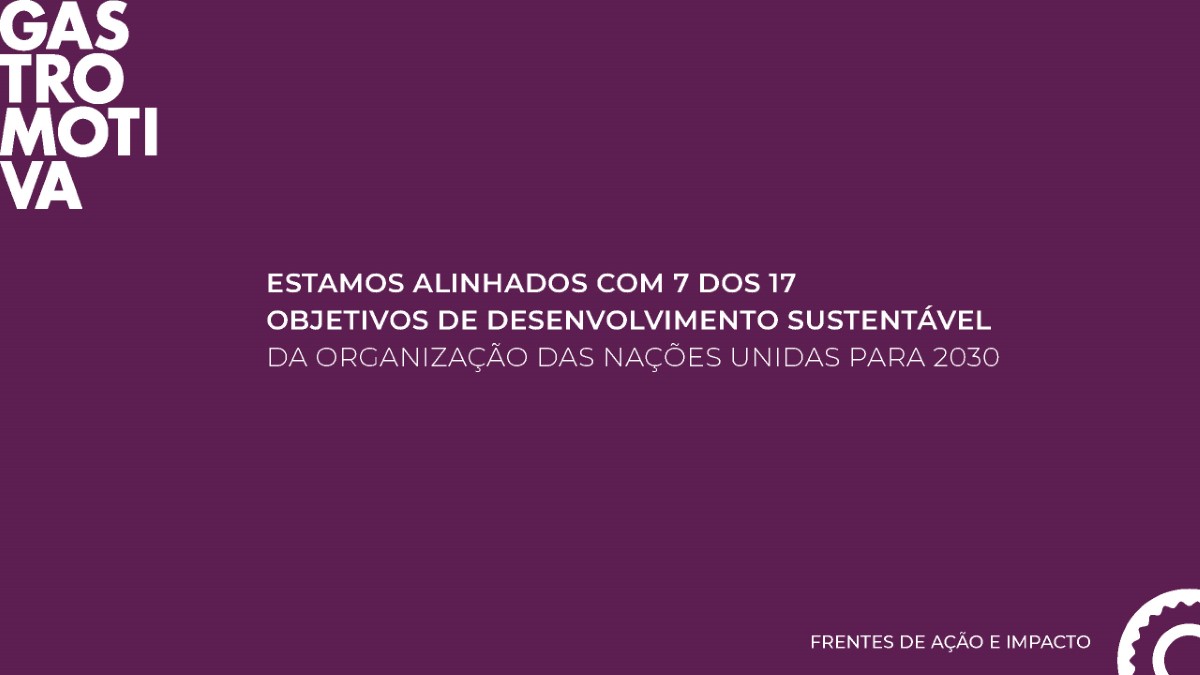 GAS
TRO
MOTI
VA
ESTAMOS ALINHADOS COM 7 DOS 17
OBJETIVOS DE DESENVOLVIMENTO SUSTENTÁVEL
DA ORGANIZAÇÃO DAS NAÇÕES UNIDAS PARA 2030
FRENTES DE AÇÃO E IMPACTO